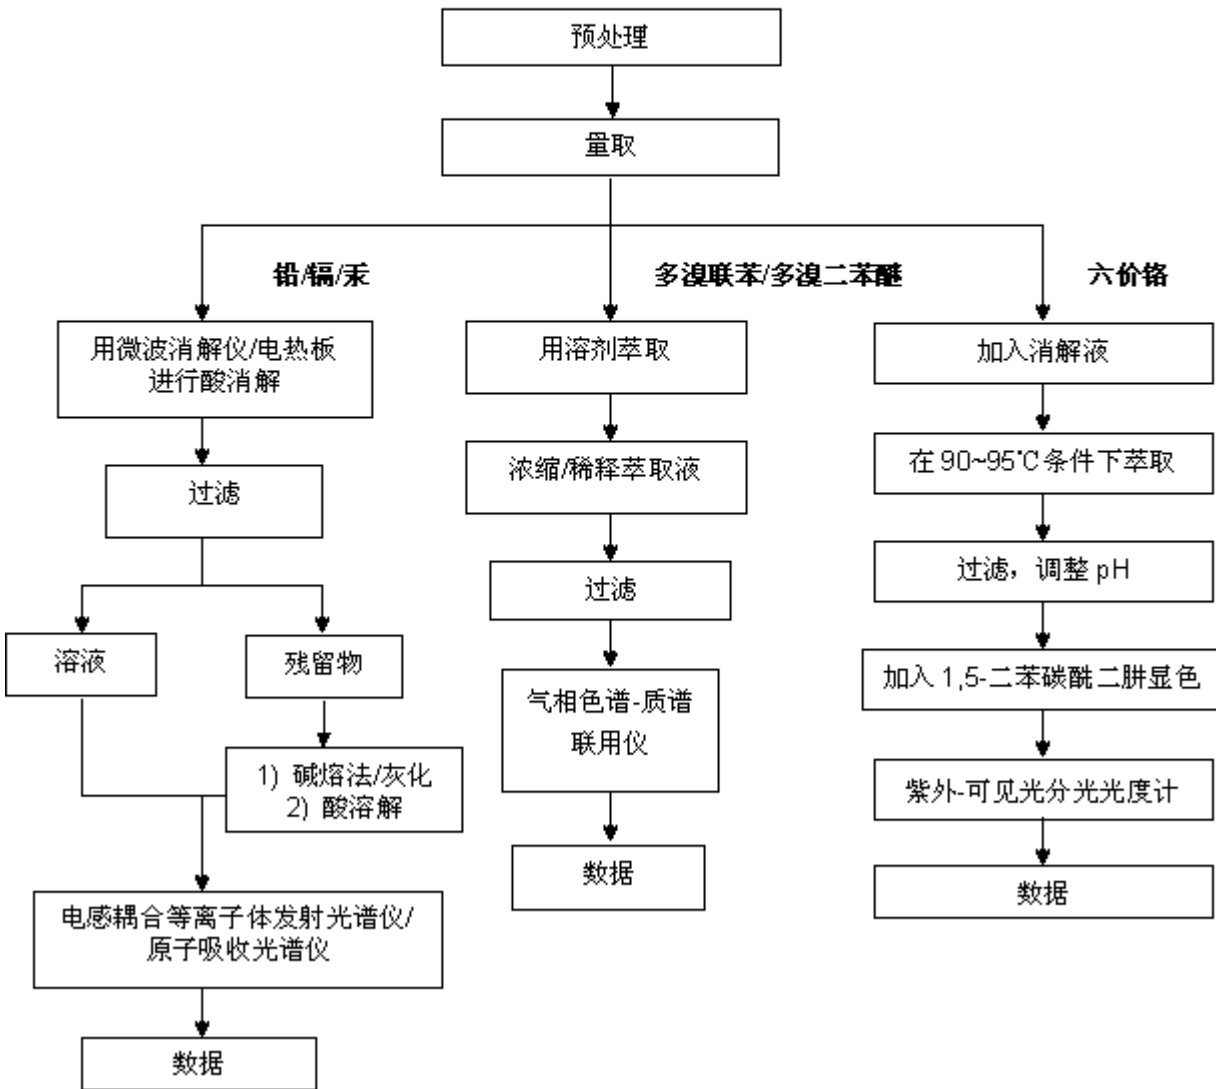 预处理
量取
铅/镉/汞
多溴联苯/多溴二苯醚
六价铬
用微波消解仪/电热板
进行酸消解
过滤
溶液
残留物
1) 碱熔法/灰化
2) 酸溶解
电感耦合等离子体发射光谱仪/
原子吸收光谱仪
数据
用溶剂萃取
浓缩/稀释萃取液
过滤
气相色谱-质谱
联用仪
数据
加入消解液
在90~95℃条件下萃取
过滤，调整pH
加入1,5-二苯碳酰二肼显色
紫外-可见光分光光度计
数据